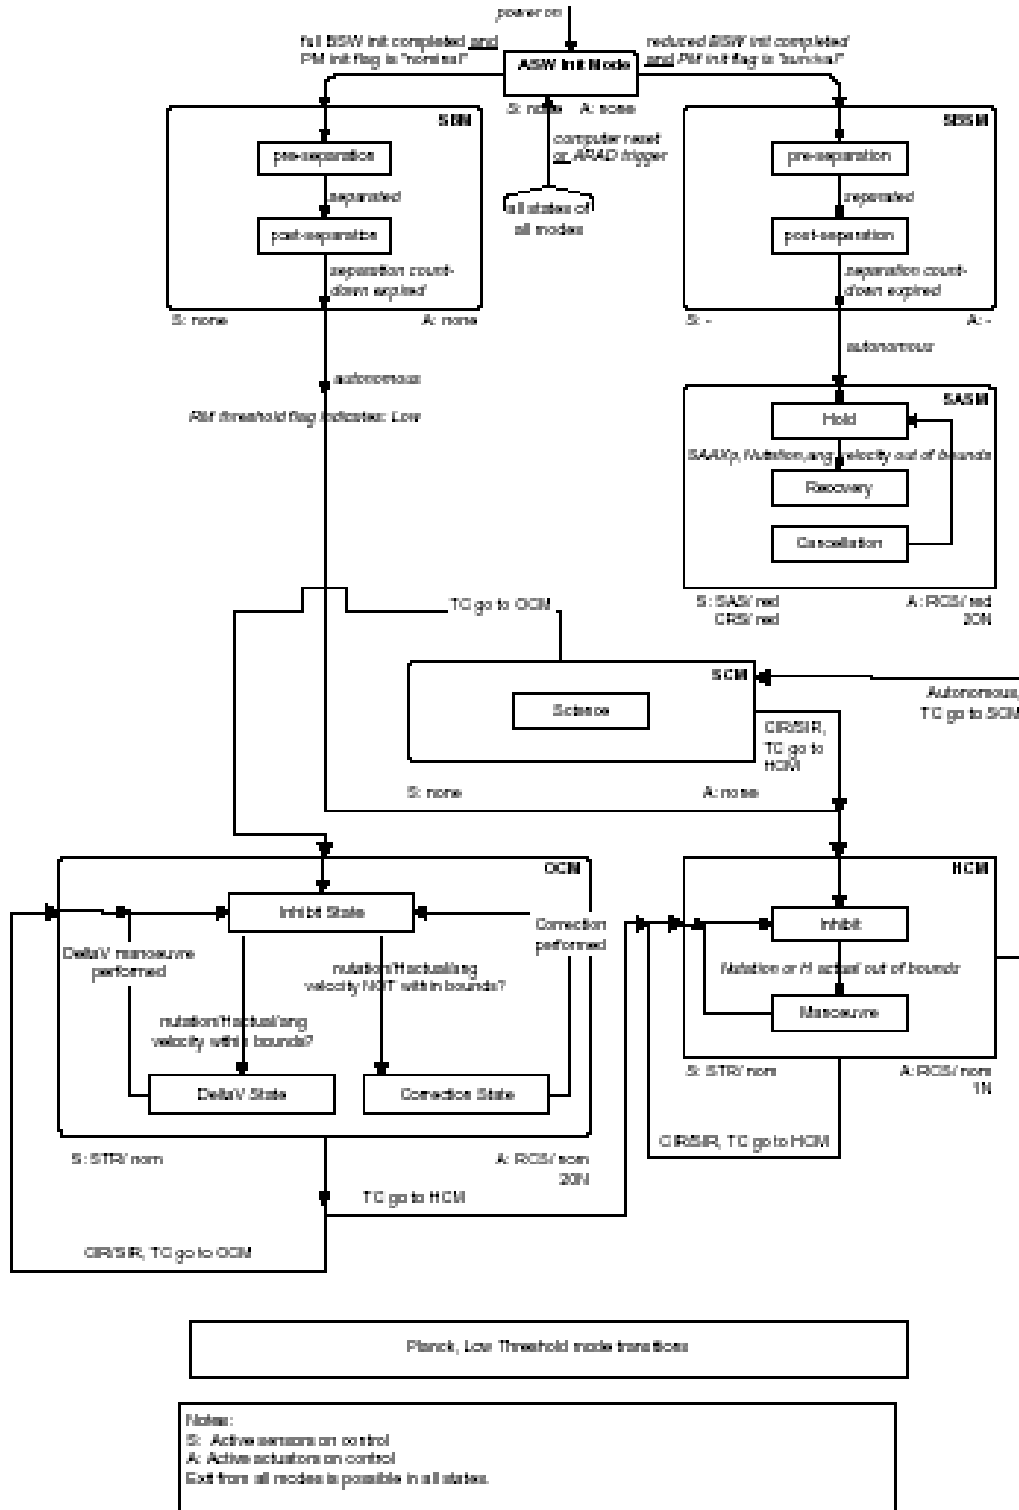 power on
full BSW init completed and
PM init flag is "nominal"
reduced BSW init completed
and PM init flag is "survival"
ASW Init Mode
S: none A: none
computer reset
or ARAD trigger
all states of
all modes
SBM
pre-separation
separated
post-separation
separation count-
down expired
S: none A: none
autonomous
RM threshold flag indicates: Low
SBSM
pre-separation
separated
post-separation
separation count-
down expired
S: - A: -
autonomous
SASM
Hold
SAAXp, Nutation, ang velocity out of bounds
Recovery
Cancellation
S: SAS/ red A: RCS/ red
CRS/ red 20N
TC go to OCM
SCM
Science
Autonomous,
TC go to SCM
CIR/SIR,
TC go to
HCM
S: none A: none
OCM
Inhibit State
DeltaV manoeuvre
performed
Correction
performed
nutation/Hactual/ang
velocity NOT within bounds?
nutation/Hactual/ang
velocity within bounds?
DeltaV State
Correction State
S: STR/ nom A: RCS/ nom
20N
TC go to HCM
CIR/SIR, TC go to OCM
HCM
Inhibit
Nutation or H actual out of bounds
Manoeuvre
S: STR/ nom A: RCS/ nom
1N
CIR/SIR, TC go to HCM
Planck, Low Threshold mode transitions
Notes:
S: Active sensors on control
A: Active actuators on control
Exit from all modes is possible in all states.